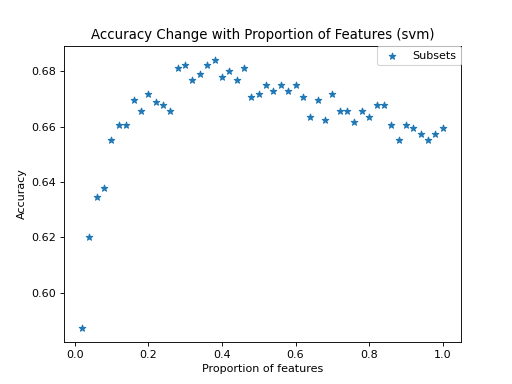 Accuracy Change with Proportion of Features (svm)
Subsets
0.68
0.66
0.64
0.62
0.60
Accuracy
0.0 0.2 0.4 0.6 0.8 1.0
Proportion of features